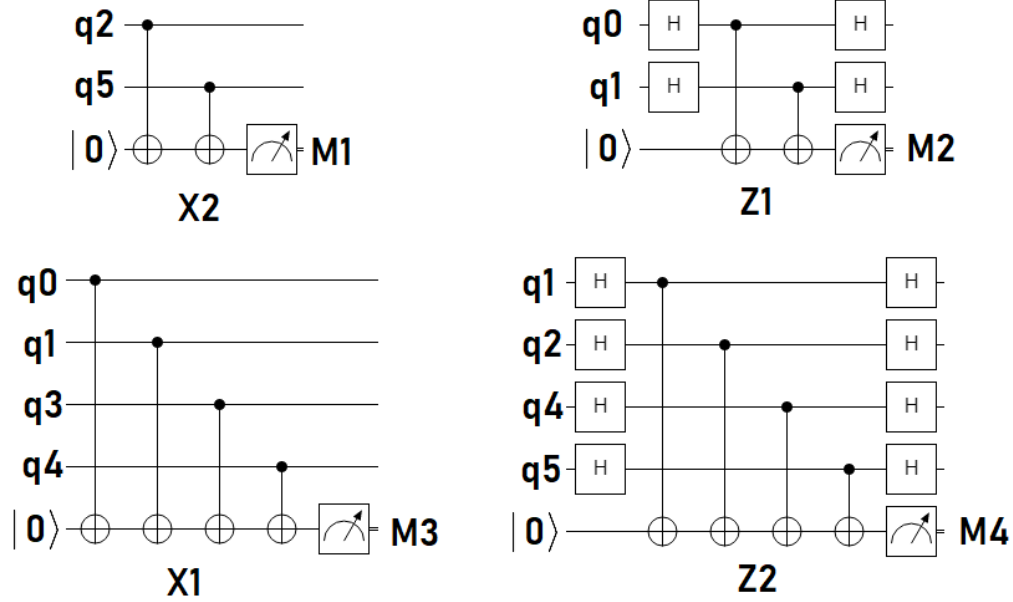 q2
q5
|0⟩
M1
X2
q0 H H
q1 H H
|0⟩
M2
Z1
q0
q1
q3
q4
|0⟩
M3
X1
q1 H H
q2 H H
q4 H H
q5 H H
|0⟩
M4
Z2